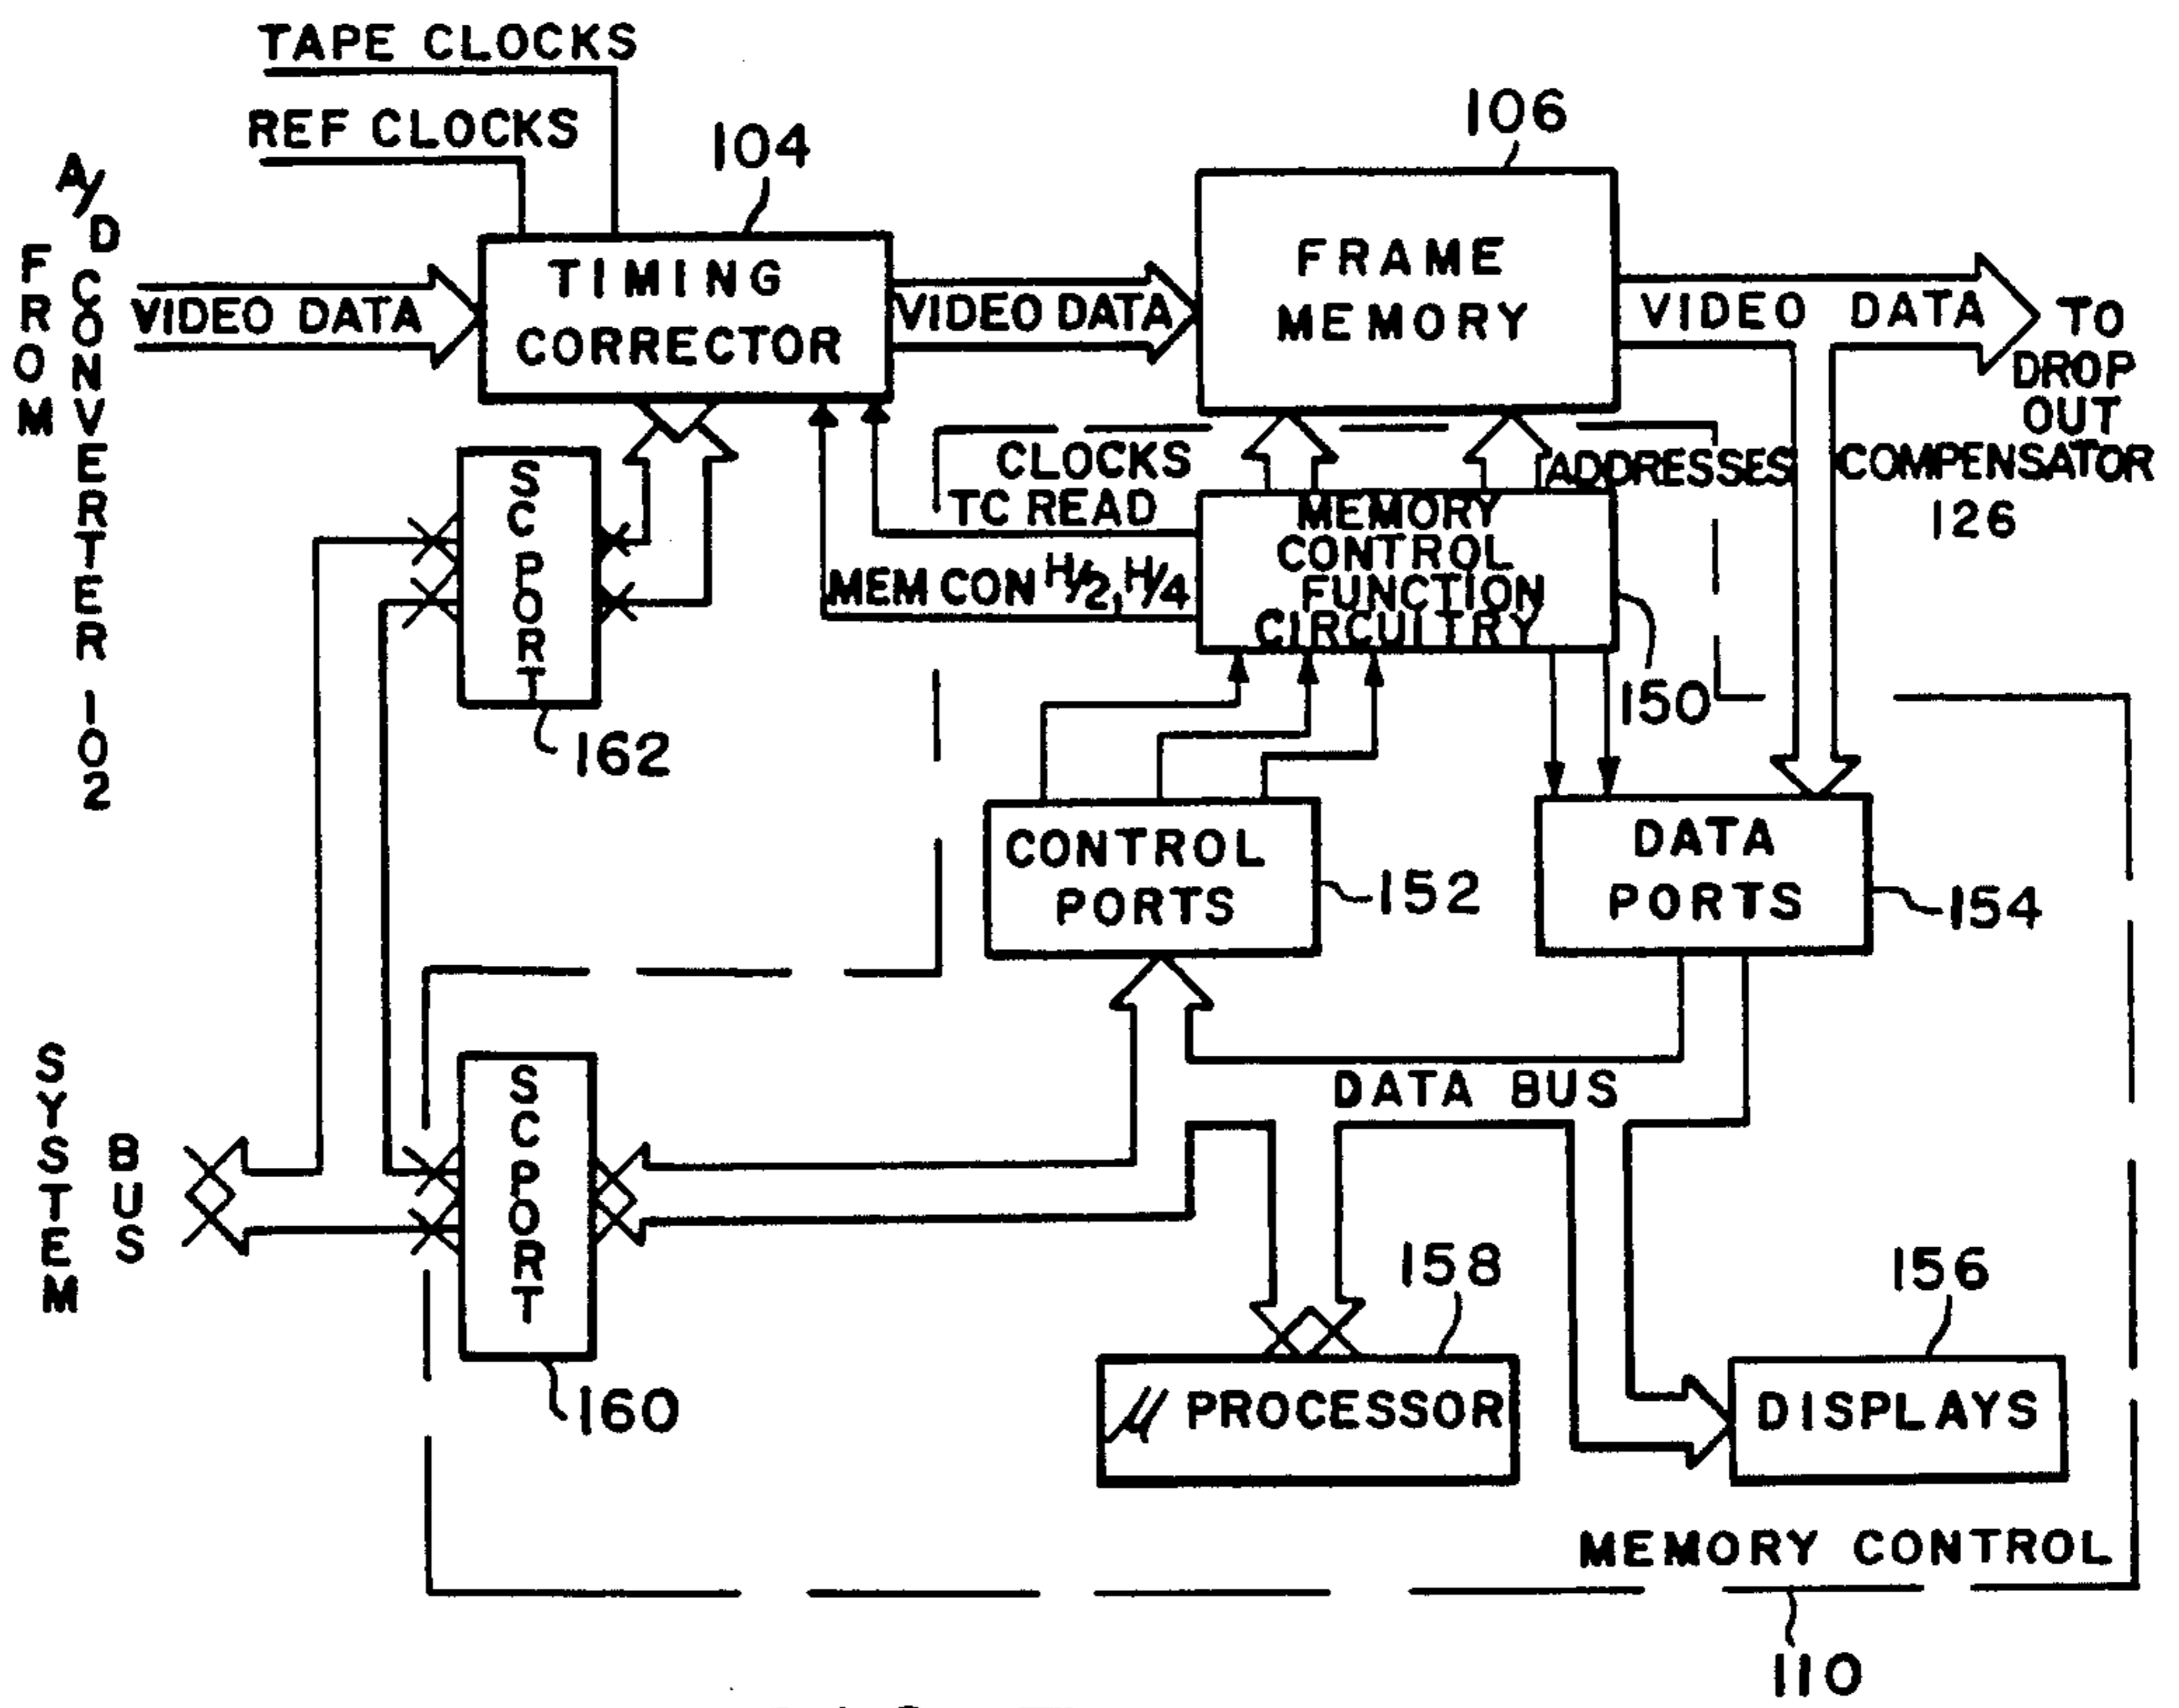 TAPE CLOCKS
REF CLOCKS
104
106
FROM
A/D CONVERTER 102
VIDEO DATA
TIMING
CORRECTOR
VIDEO DATA
FRAME
MEMORY
VIDEO DATA
TO
DROP
OUT
COMPENSATOR
126
CLOCKS
TC READ
ADDRESSES
MEM CON H/2, H/4
MEMORY
CONTROL
FUNCTION
CIRCUITRY
150
SC PORT
162
CONTROL
PORTS
152
DATA
PORTS
154
SYSTEM
BUS
SC PORT
160
DATA BUS
158
156
μ PROCESSOR
DISPLAYS
MEMORY CONTROL
110